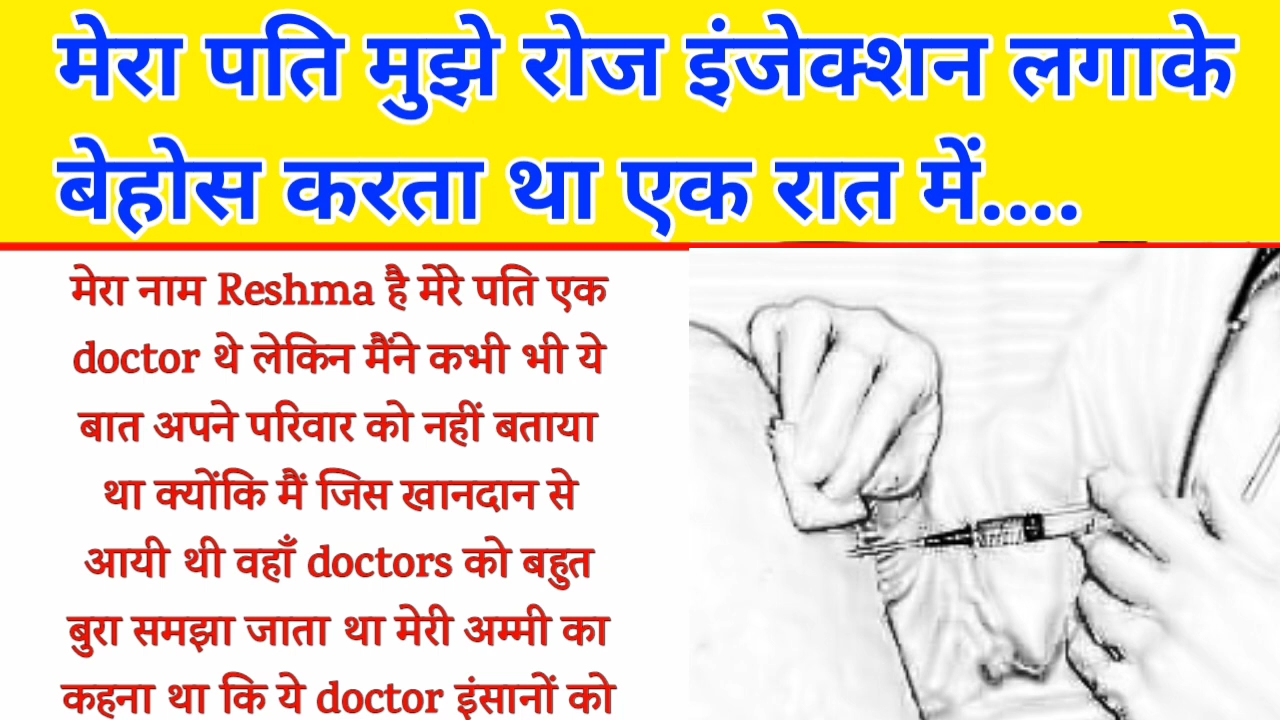 मेरा पति मुझे रोज इंजेक्शन लगाके
बेहोस करता था एक रात में....
मेरा नाम Reshma है मेरे पति एक
doctor थे लेकिन मैंने कभी भी ये
बात अपने परिवार को नहीं बताया
था क्योंकि मैं जिस खानदान से
आयी थी वहाँ doctors को बहुत
बुरा समझा जाता था मेरी अम्मी का
कहना था कि ये doctor इंसानों को